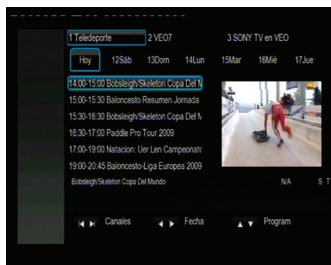 1 Teledeporte 2 VEO7 3 SONY TV en VEO
Hoy 12Sáb 13Dom 14Lun 15Mar 16Mié 17Jue
14:00-15:00 Bobsleigh/Skeleton Copa Del M
15:00-15:30 Baloncesto Resumen Jornada
15:30-16:30 Bobsleigh/Skeleton Copa Del M
16:30-17:00 Paddle Pro Tour 2009
17:00-19:00 Natacion: Uer Len Campeonato:
19:00-20:45 Baloncesto-Liga Europea 2009
Bobsleigh/Skeleton Copa Del Mundo N/A S T
Canales Fecha Program